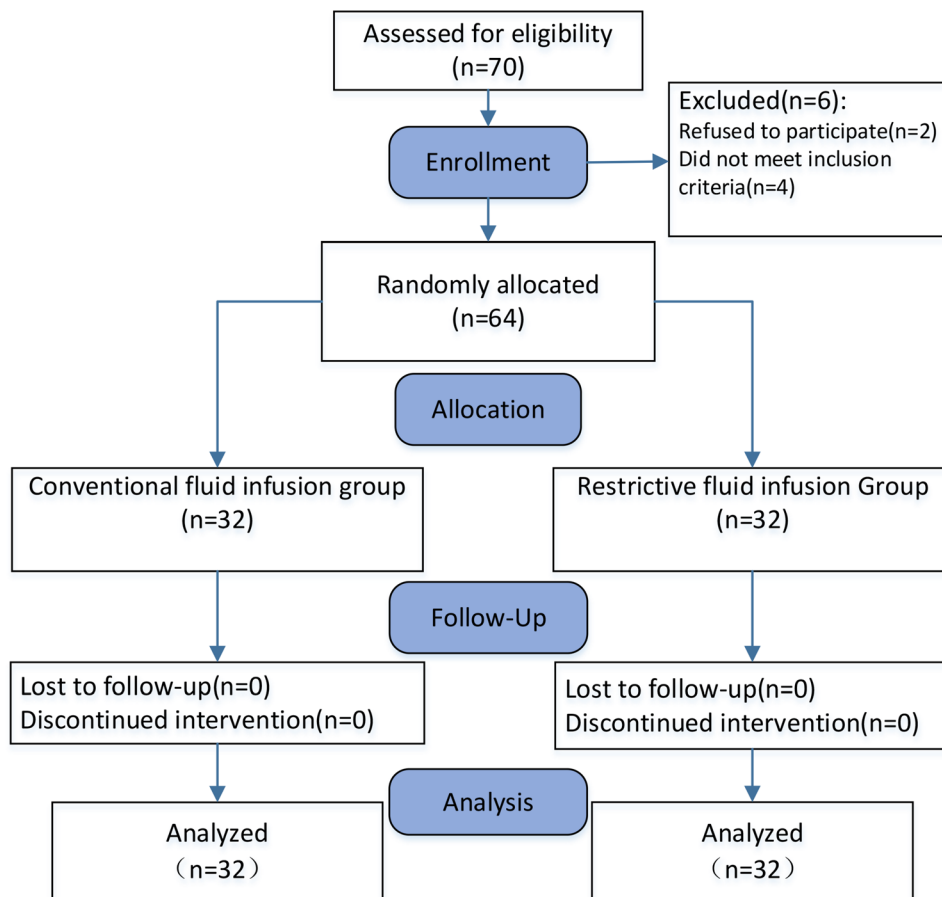 Assessed for eligibility
(n=70)
Excluded(n=6):
Refused to participate(n=2)
Did not meet inclusion
criteria(n=4)
Enrollment
Randomly allocated
(n=64)
Allocation
Conventional fluid infusion group
(n=32)
Restrictive fluid infusion Group
(n=32)
Follow-Up
Lost to follow-up(n=0)
Discontinued intervention(n=0)
Lost to follow-up(n=0)
Discontinued intervention(n=0)
Analysis
Analyzed
（n=32）
Analyzed
（n=32）